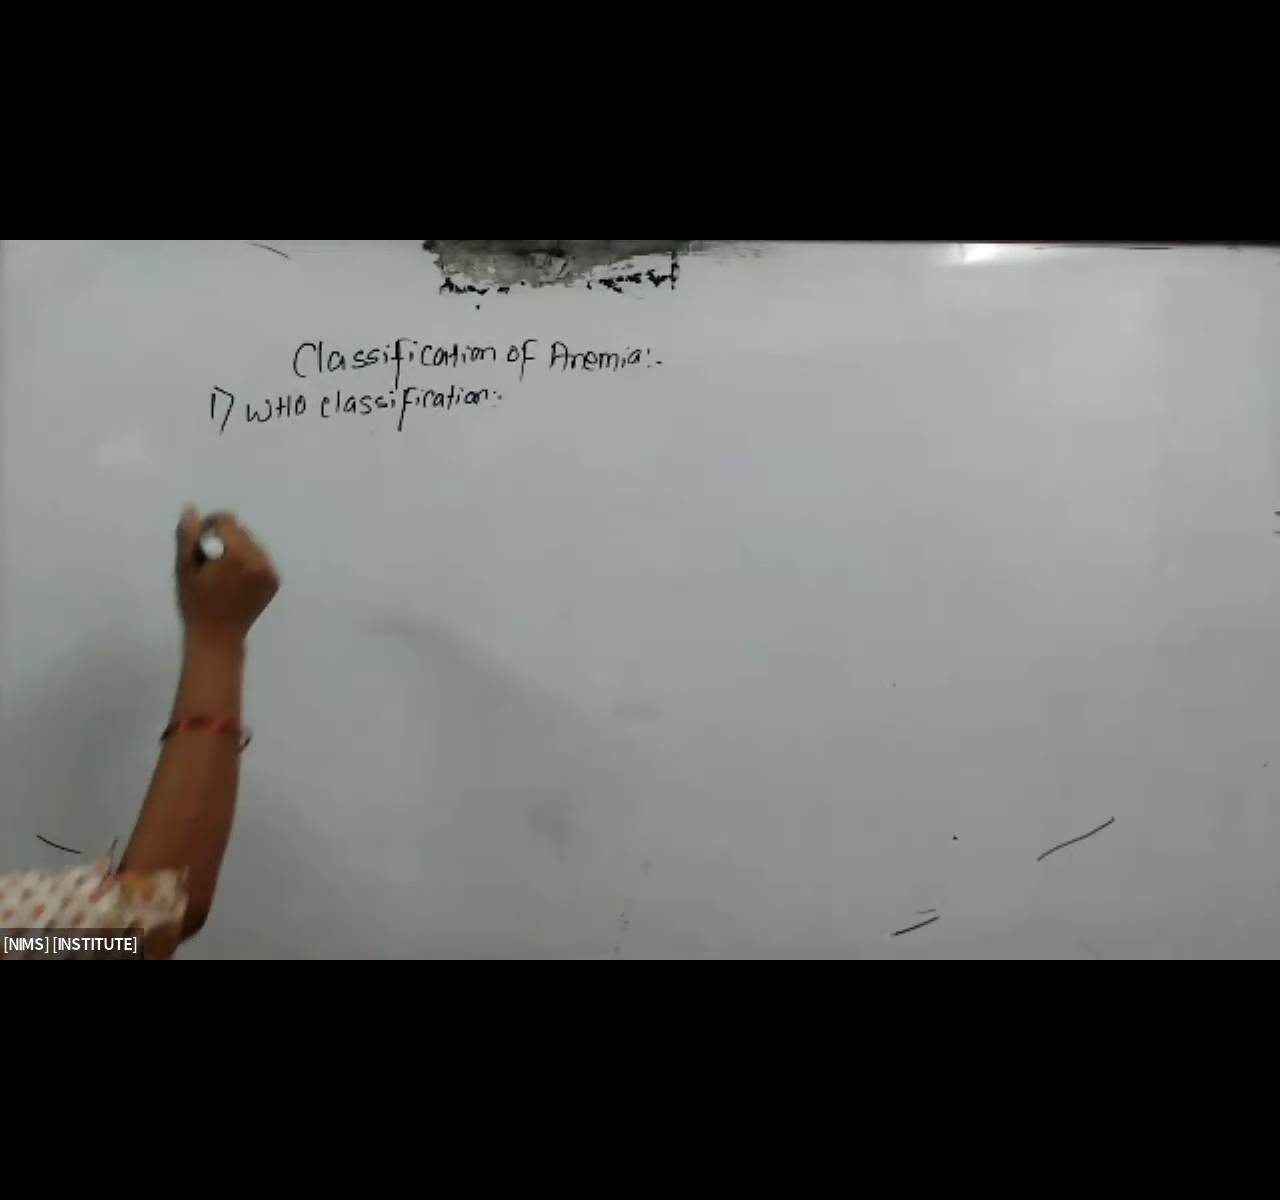 Classification of Anemia:-
1) WHO classification:-
[NIMS] [INSTITUTE]